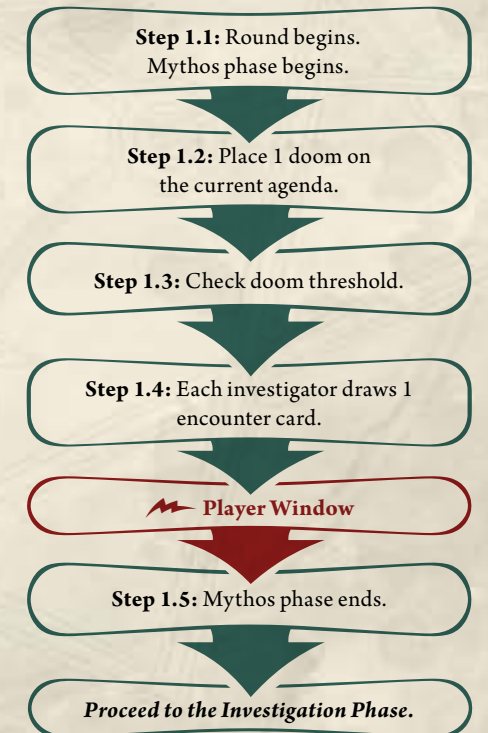 Step 1.1: Round begins.
Mythos phase begins.
Step 1.2: Place 1 doom on
the current agenda.
Step 1.3: Check doom threshold.
Step 1.4: Each investigator draws 1
encounter card.
Player Window
Step 1.5: Mythos phase ends.
Proceed to the Investigation Phase.